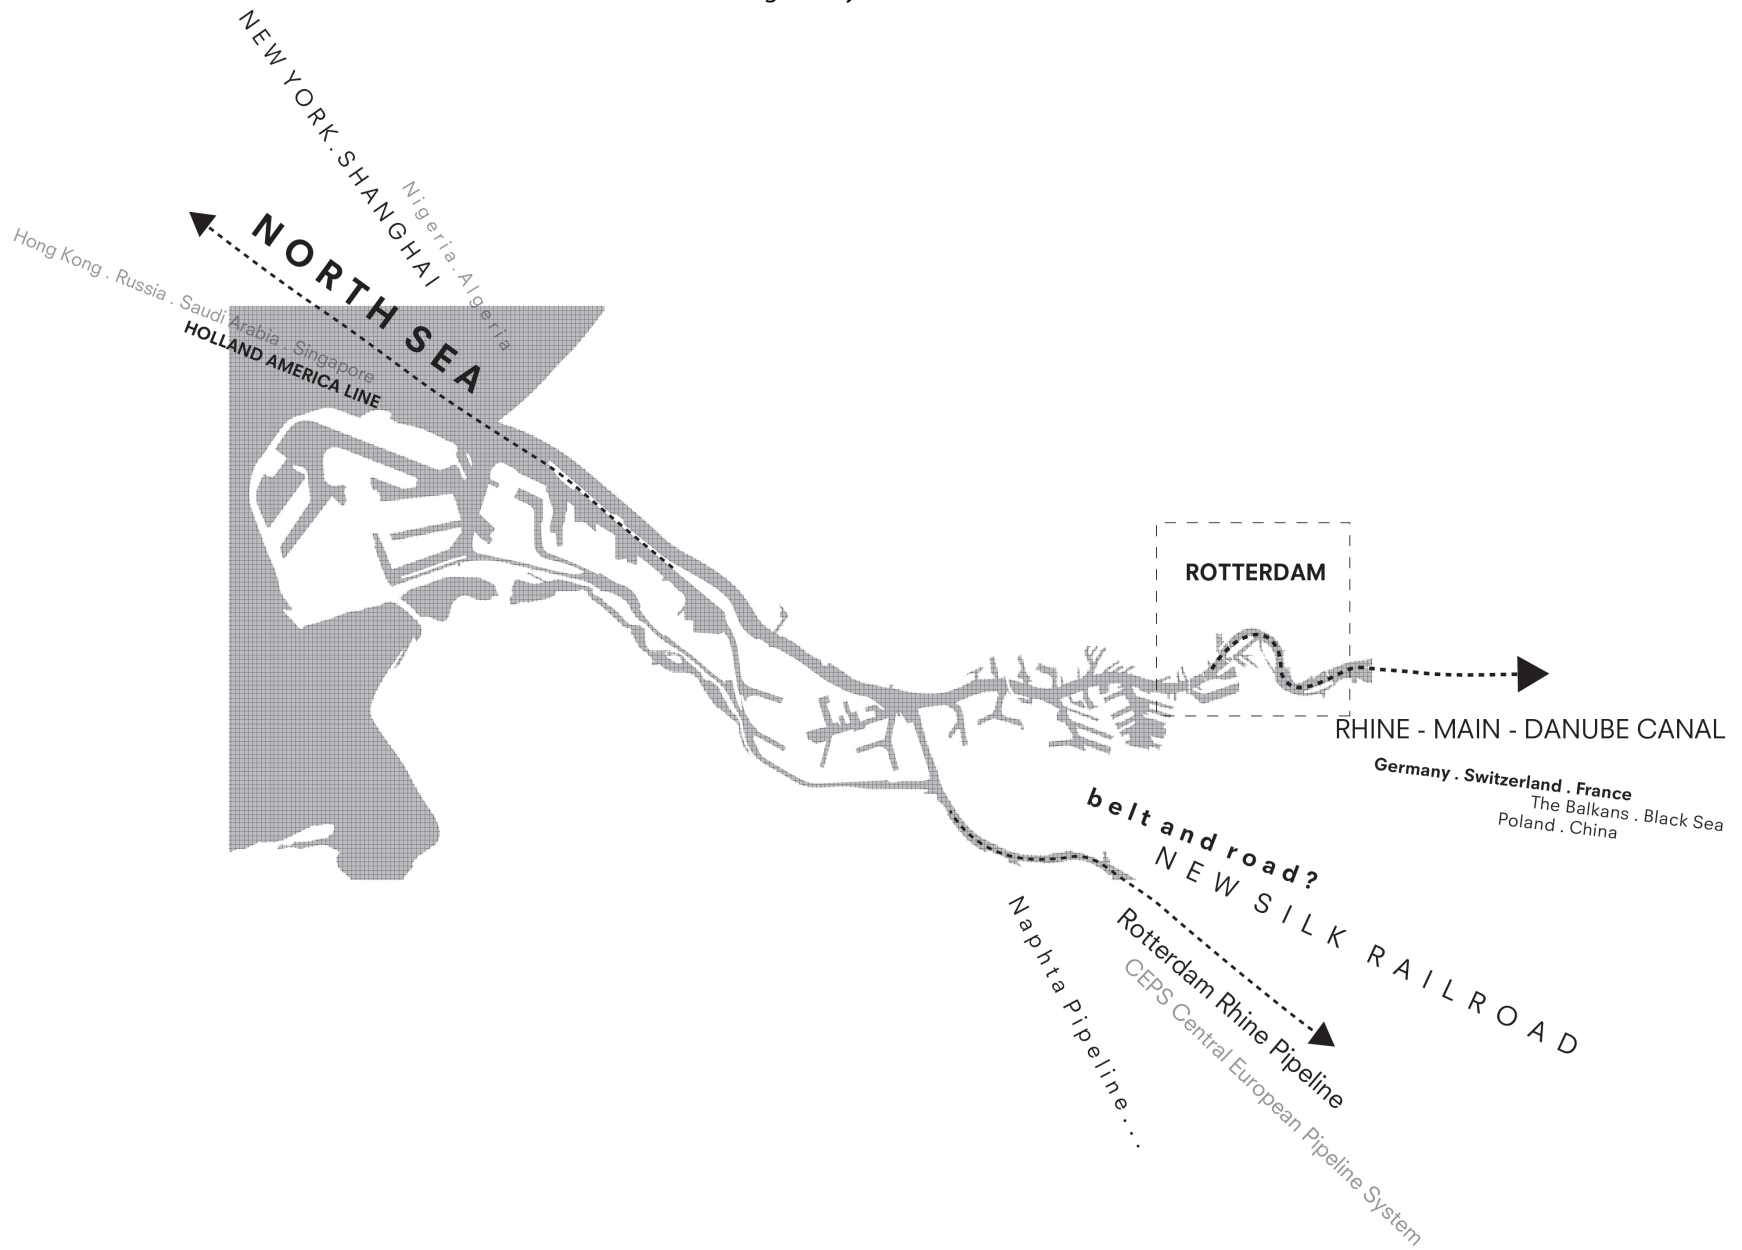 NEW YORK . SHANGHAI
Nigeria . Algeria
NORTH SEA
Hong Kong . Russia . Saudi Arabia . Singapore
HOLLAND AMERICA LINE
ROTTERDAM
RHINE - MAIN - DANUBE CANAL
Germany . Switzerland . France
The Balkans . Black Sea
Poland . China
belt and road?
NEW SILK RAILROAD
Rotterdam Rhine Pipeline
CEPS Central European Pipeline System
Naphta Pipeline...